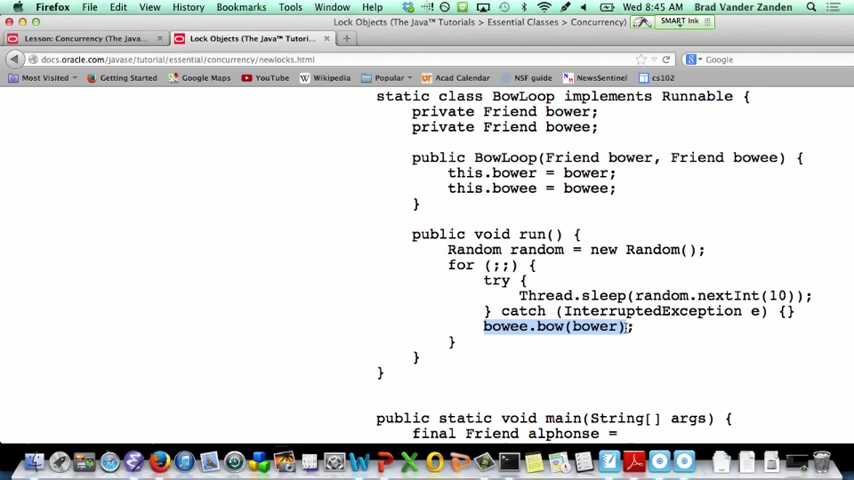 Firefox File Edit View History Bookmarks Tools Window Help Wed 8:45 AM Brad Vander Zanden
Lock Objects (The Java™ Tutorials > Essential Classes > Concurrency)
SMART Ink
Lesson: Concurrency (The Java... Lock Objects (The Java™ Tutori...
docs.oracle.com/javase/tutorial/essential/concurrency/newlocks.html
Google
Most Visited Getting Started Google Maps YouTube Wikipedia Popular Acad Calendar NSF guide NewsSentinel cs102
static class BowLoop implements Runnable {
private Friend bower;
private Friend bowee;
public BowLoop(Friend bower, Friend bowee) {
this.bower = bower;
this.bowee = bowee;
}
public void run() {
Random random = new Random();
for (;;) {
try {
Thread.sleep(random.nextInt(10));
} catch (InterruptedException e) {}
bowee.bow(bower);
}
}
}
public static void main(String[] args) {
final Friend alphonse =